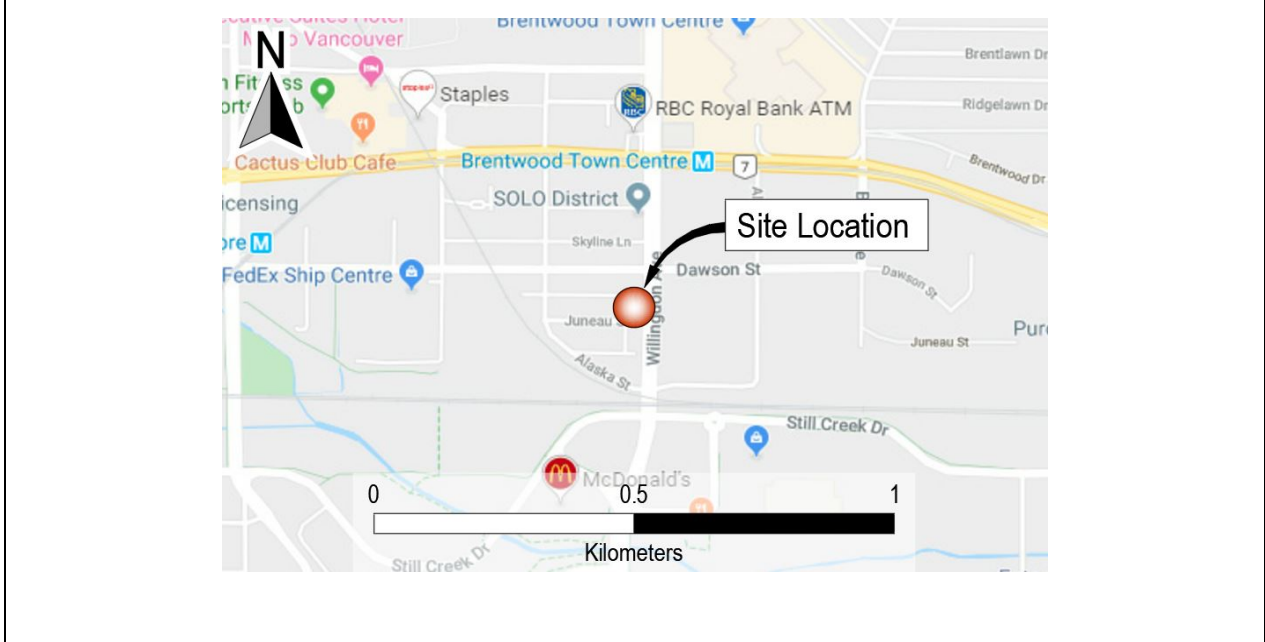 Brentwood Town Centre
Vancouver
N
Brentlawn Dr
Staples
RBC
RBC Royal Bank ATM
Ridgelawn Dr
Cactus Club Cafe
Brentwood Town Centre M
7
Brentwood Dr
SOLO District
Site Location
Skyline Ln
M
FedEx Ship Centre
Dawson St
Dawson St
Willingdon Ave
Juneau
Juneau St
Alaska St
Still Creek Dr
McDonald's
0 0.5 1
Kilometers
Still Creek Dr